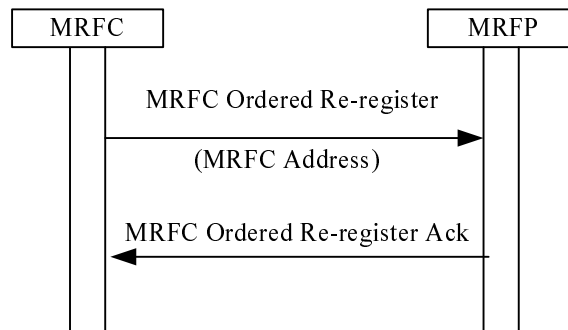 MRFC
MRFP
MRFC Ordered Re-register
(MRFC Address)
MRFC Ordered Re-register Ack